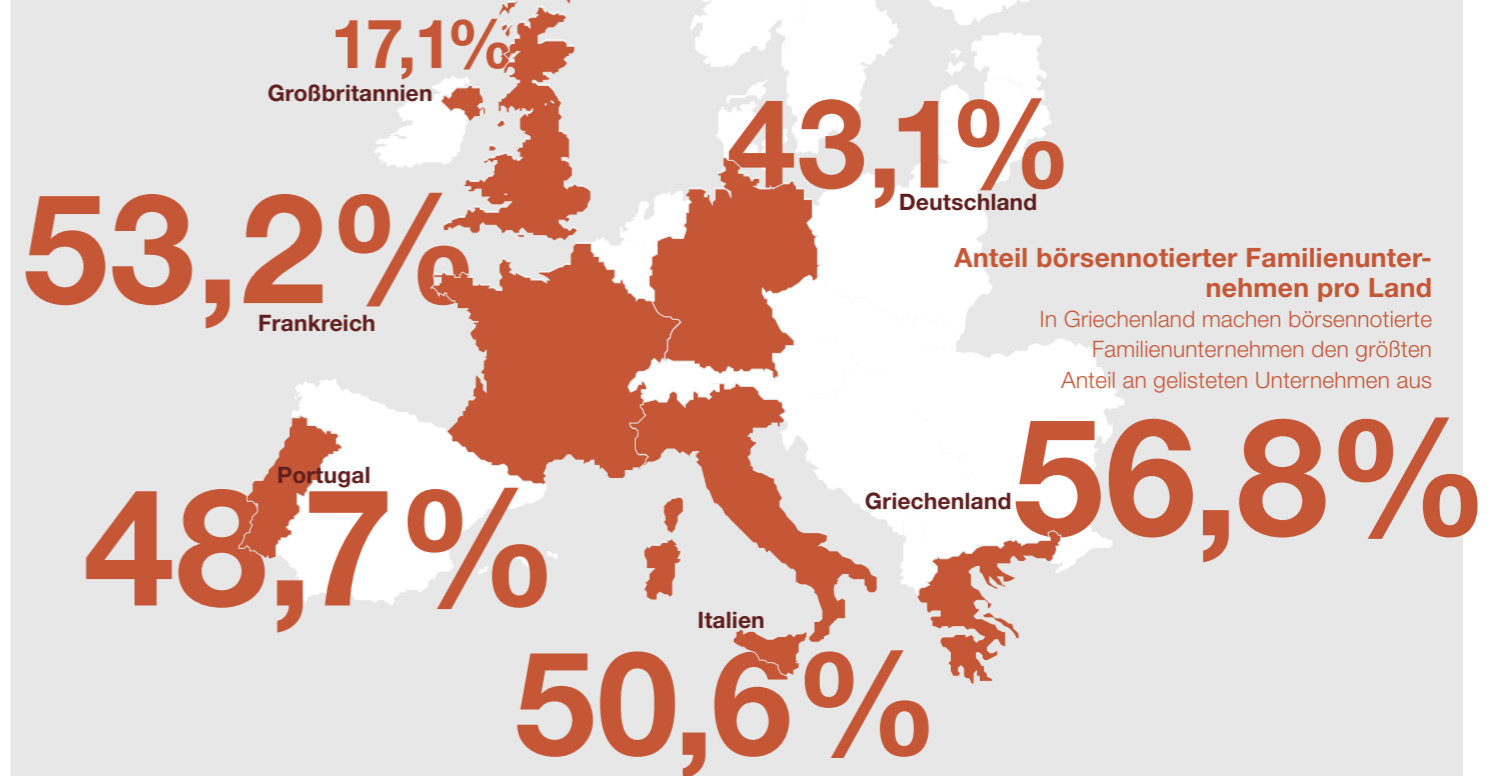 17,1%
Großbritannien
43,1%
Deutschland
53,2%
Frankreich
Anteil börsennotierter Familienunter-
nehmen pro Land
In Griechenland machen börsennotierte
Familienunternehmen den größten
Anteil an gelisteten Unternehmen aus
Portugal
48,7%
Griechenland
56,8%
Italien
50,6%